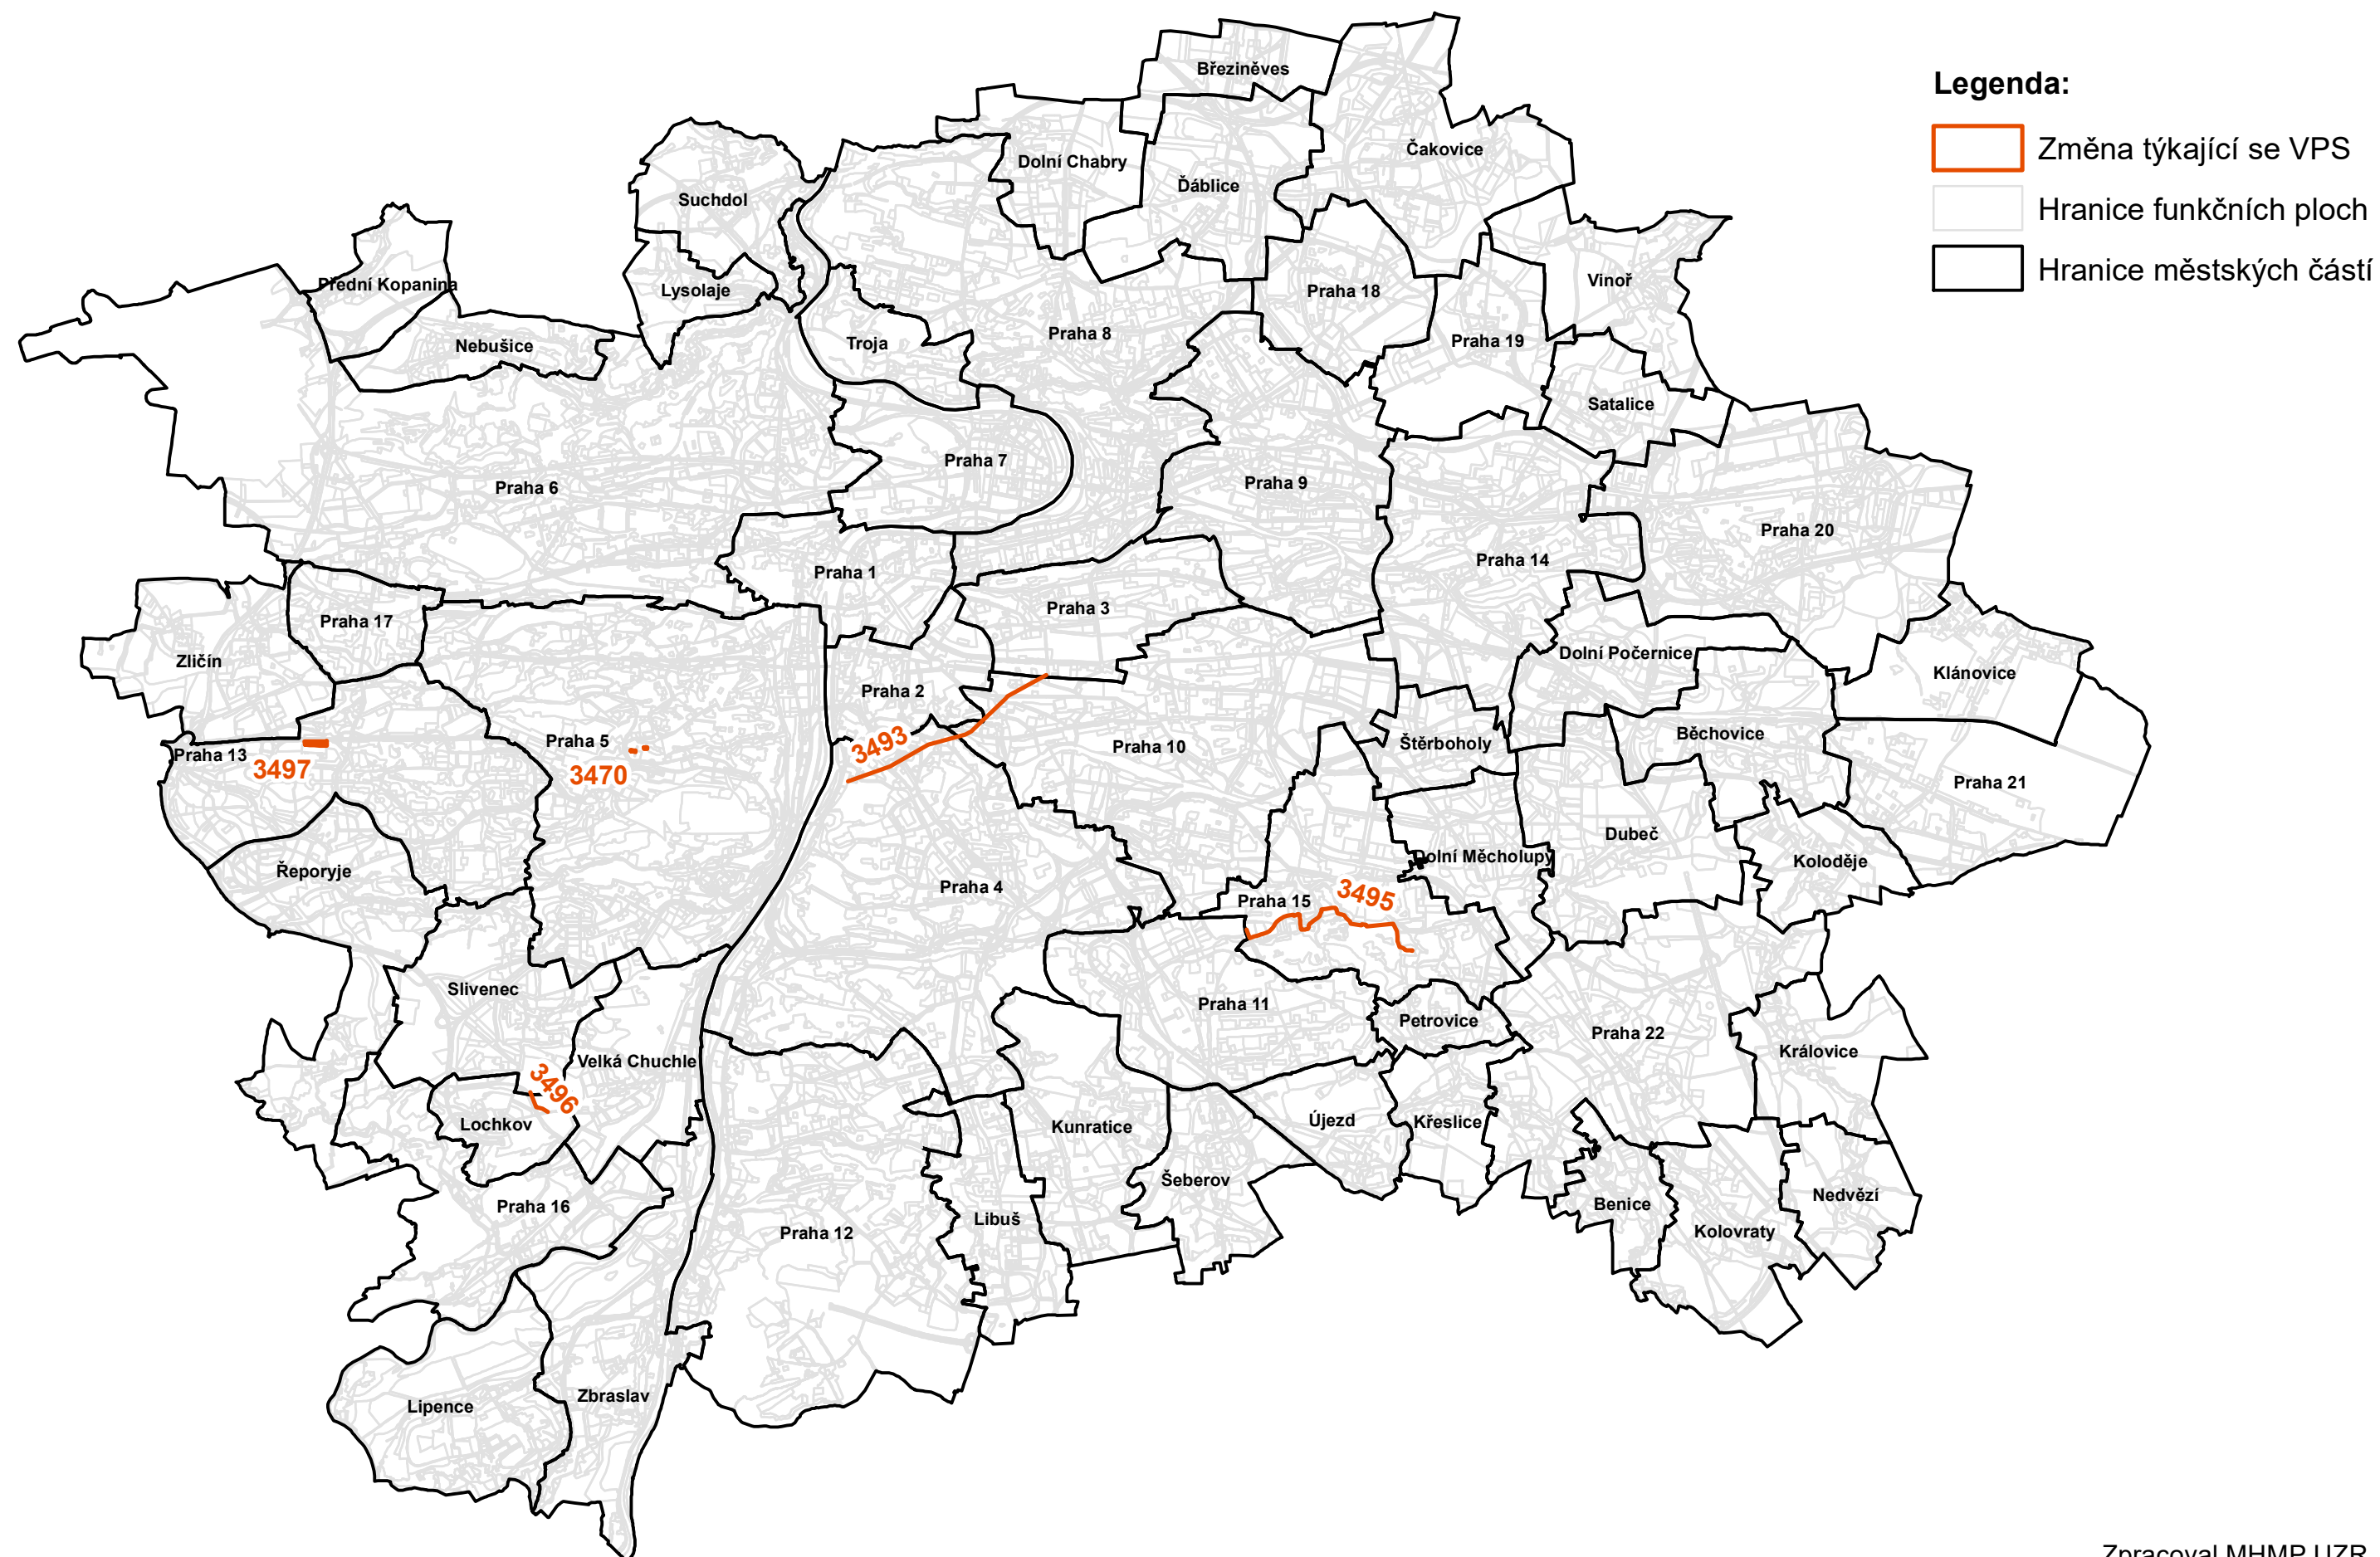 Legenda:
Změna týkající se VPS
Hranice funkčních ploch
Hranice městských částí
Březiněves
Čakovice
Dolní Chabry
Ďáblice
Suchdol
Přední Kopanina
Lysolaje
Praha 18
Vinoř
Nebušice
Troja
Praha 8
Praha 19
Satalice
Praha 7
Praha 6
Praha 9
Praha 20
Praha 14
Praha 1
Praha 3
Praha 17
Zličín
Dolní Počernice
Klánovice
Praha 2
Praha 5
Praha 13
3497
3470
3493
Praha 10
Štěrboholy
Běchovice
Praha 21
Dubeč
Koloděje
Dolní Měcholupy
Řeporyje
Praha 4
Praha 15
3495
Slivenec
Praha 11
Petrovice
Praha 22
Královice
Velká Chuchle
3496
Lochkov
Kunratice
Újezd
Křeslice
Šeberov
Benice
Nedvězí
Praha 16
Libuš
Praha 12
Kolovraty
Zbraslav
Lipence
Zpracoval MHMP UZR